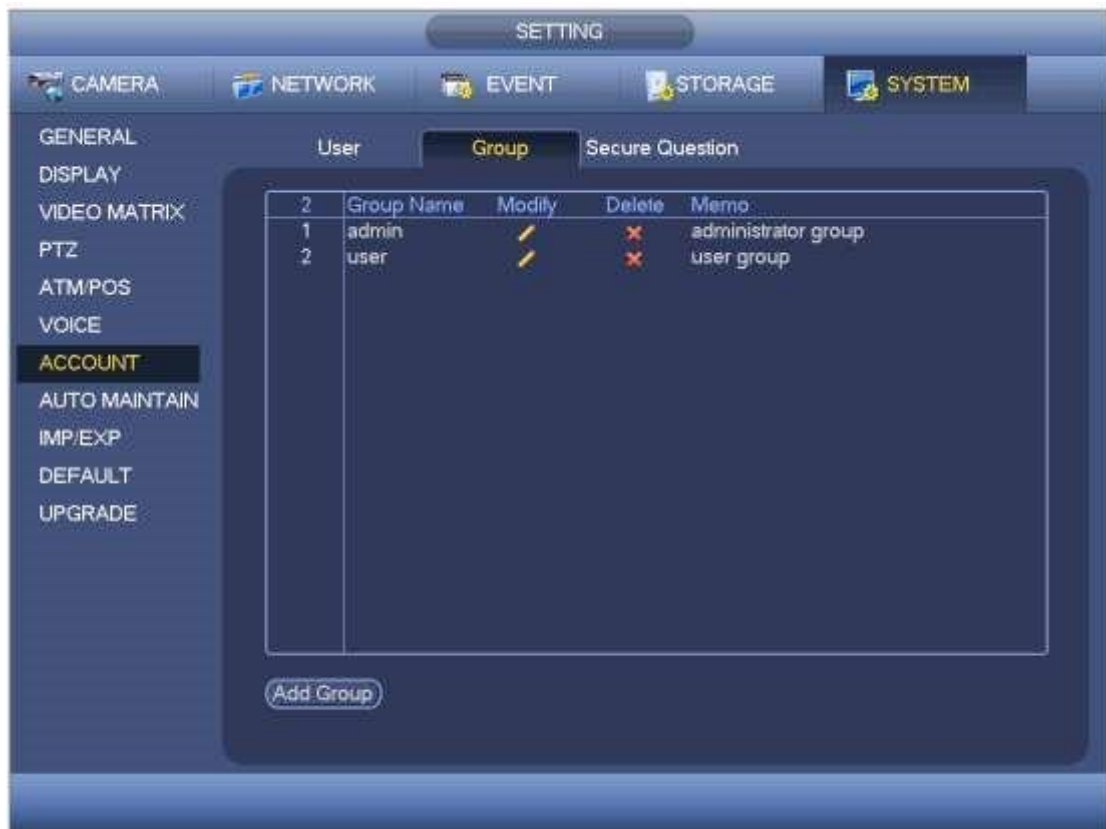 SETTING
CAMERA NETWORK EVENT STORAGE SYSTEM
GENERAL
DISPLAY
VIDEO MATRIX
PTZ
ATM/POS
VOICE
ACCOUNT
AUTO MAINTAIN
IMP/EXP
DEFAULT
UPGRADE
User Group Secure Question
2 Group Name Modify Delete Memo
1 admin administrator group
2 user user group
Add Group